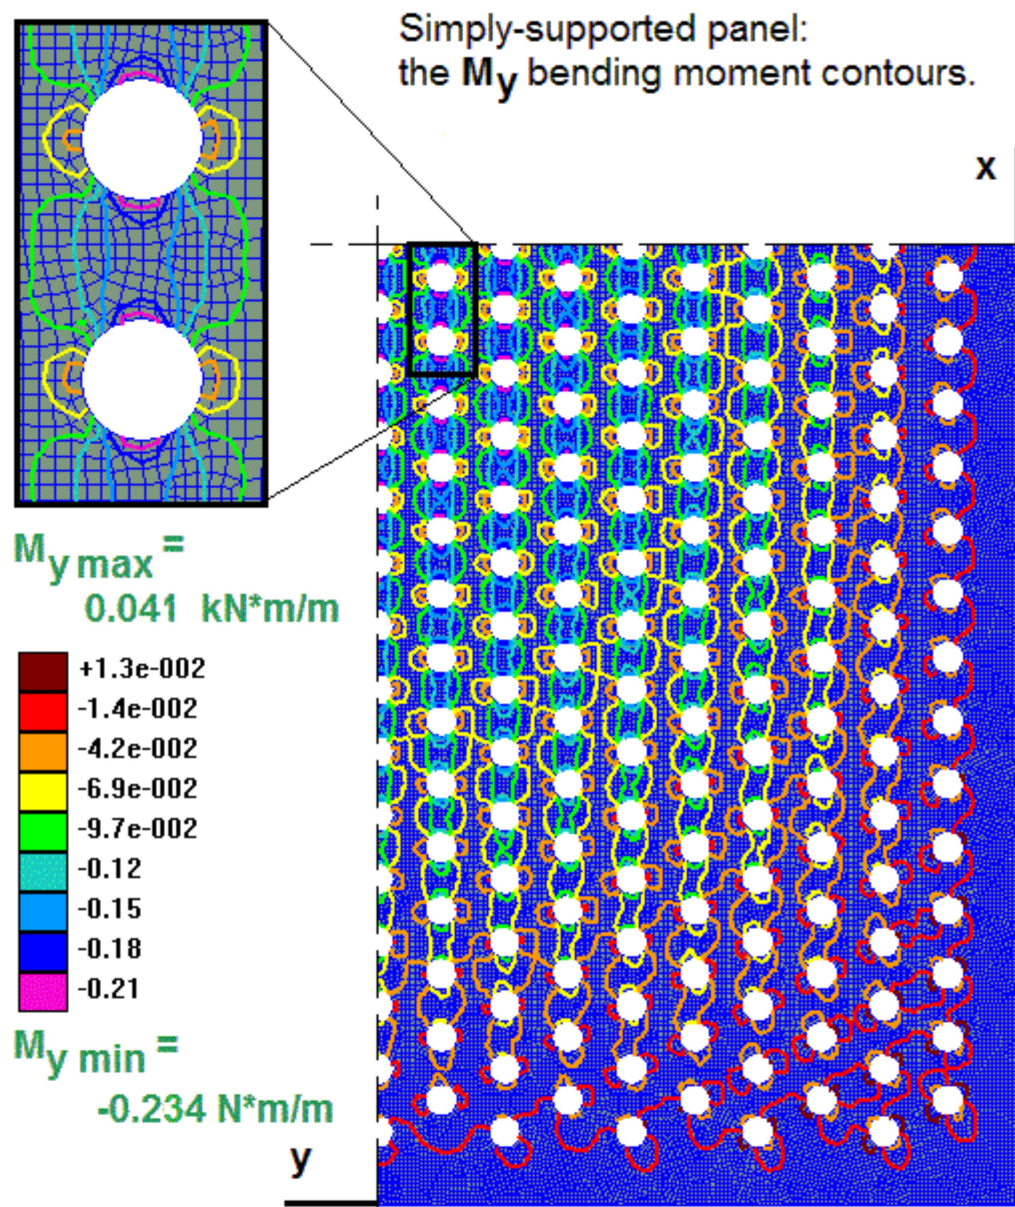 Simply-supported panel:
the My bending moment contours.
x
My max =
0.041 kN*m/m
+1.3e-002
-1.4e-002
-4.2e-002
-6.9e-002
-9.7e-002
-0.12
-0.15
-0.18
-0.21
My min =
-0.234 N*m/m
y